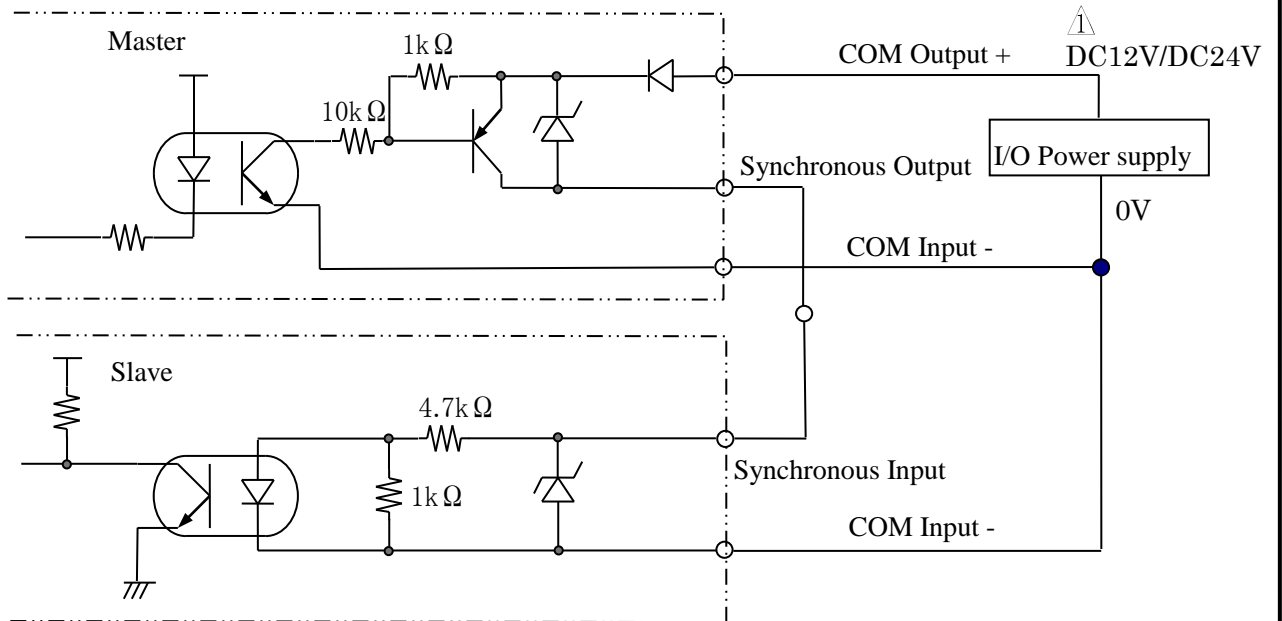 Master
1kΩ
COM Output +
1
DC12V/DC24V
10kΩ
I/O Power supply
Synchronous Output
0V
COM Input -
Slave
4.7kΩ
Synchronous Input
1kΩ
COM Input -